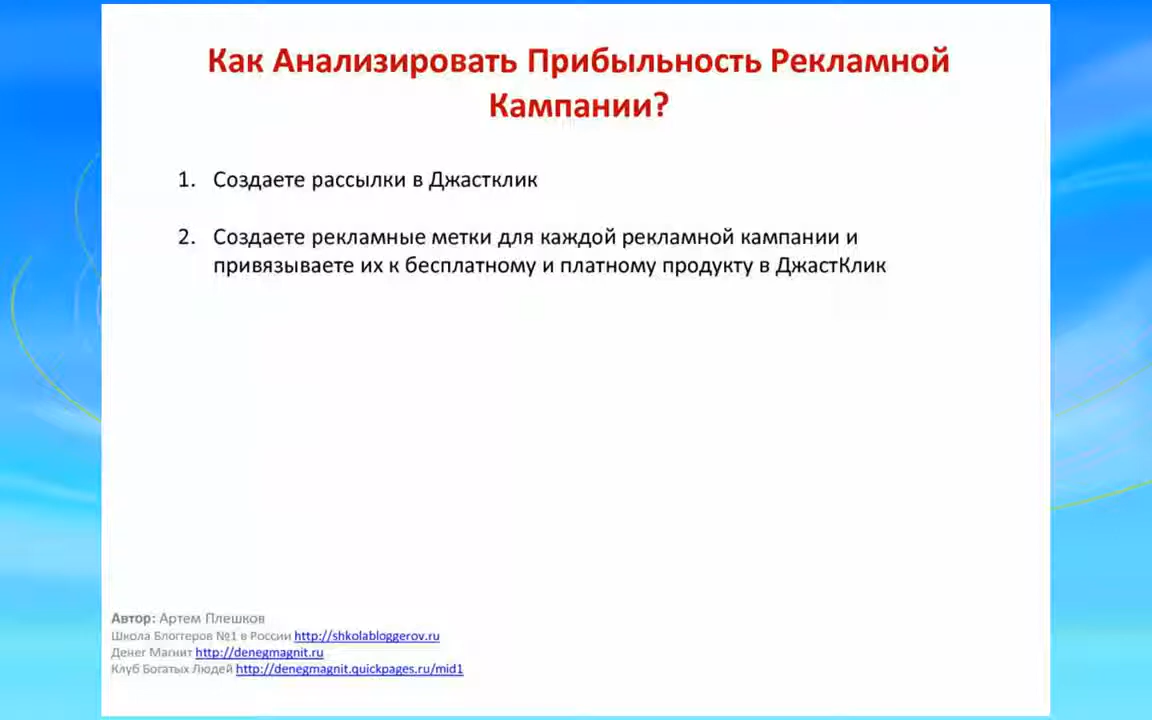 Как Анализировать Прибыльность Рекламной
Кампании?
1. Создаете рассылки в Джастклик
2. Создаете рекламные метки для каждой рекламной кампании и
привязываете их к бесплатному и платному продукту в ДжастКлик
Автор: Артем Плешков
Школа Блоггеров №1 в России http://shkolabloggerov.ru
Денег Магнит http://denegmagnit.ru
Клуб Богатых Людей http://denegmagnit.quickpages.ru/mid1